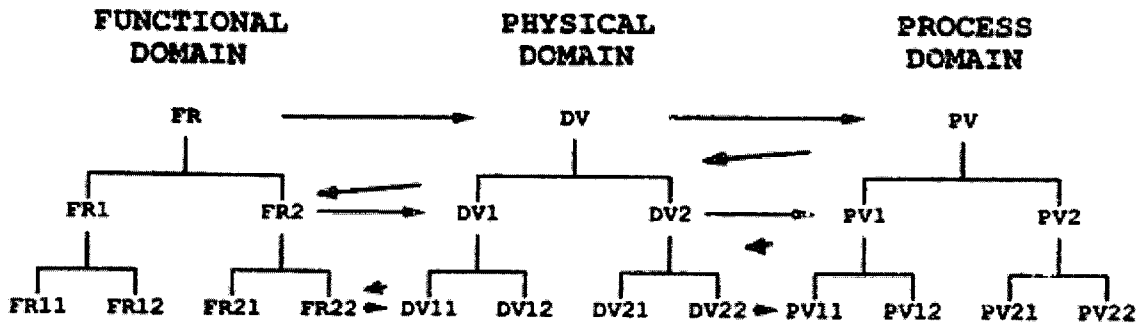 FUNCTIONAL PHYSICAL PROCESS
DOMAIN DOMAIN DOMAIN
FR DV PV
FR1 FR2 DV1 DV2 PV1 PV2
FR11 FR12 FR21 FR22 DV11 DV12 DV21 DV22 PV11 PV12 PV21 PV22